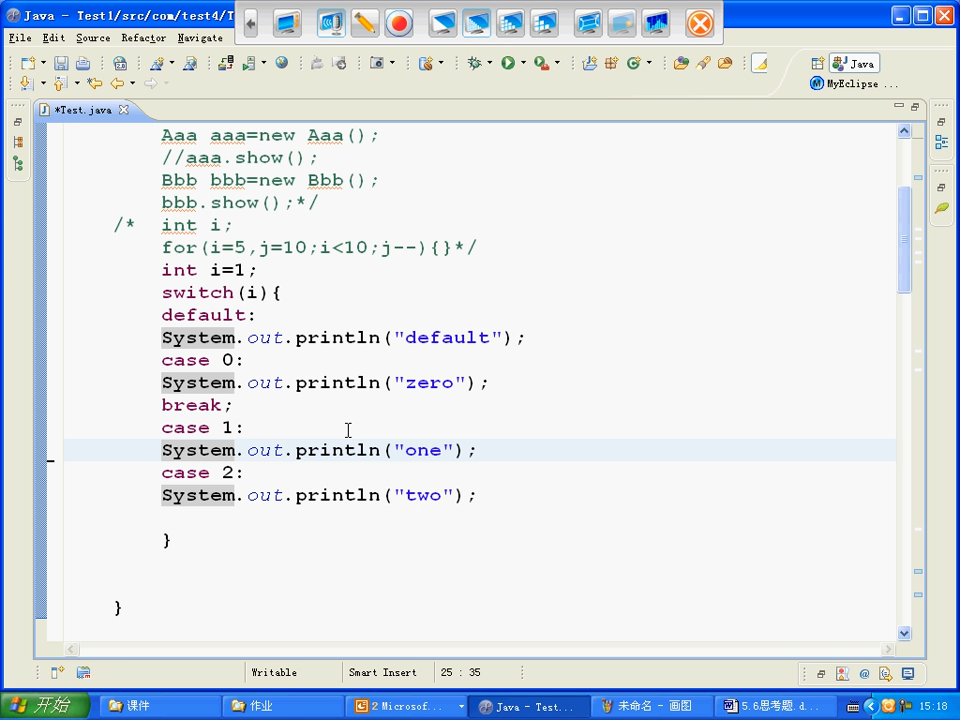 Java - Test1/src/com/test4/T
File Edit Source Refactor Navigate
Java
MyEclipse ...
*Test.java
Aaa aaa=new Aaa();
//aaa.show();
Bbb bbb=new Bbb();
bbb.show();*/
/* int i;
for(i=5,j=10;i<10;j--){}*/
int i=1;
switch(i){
default:
System.out.println("default");
case 0:
System.out.println("zero");
break;
case 1:
System.out.println("one");
case 2:
System.out.println("two");
}
}
Writable Smart Insert 25 : 35
开始 课件 作业 2 Microsof... Java - Test... 未命名 - 画图 5.6思考题.d... 15:18